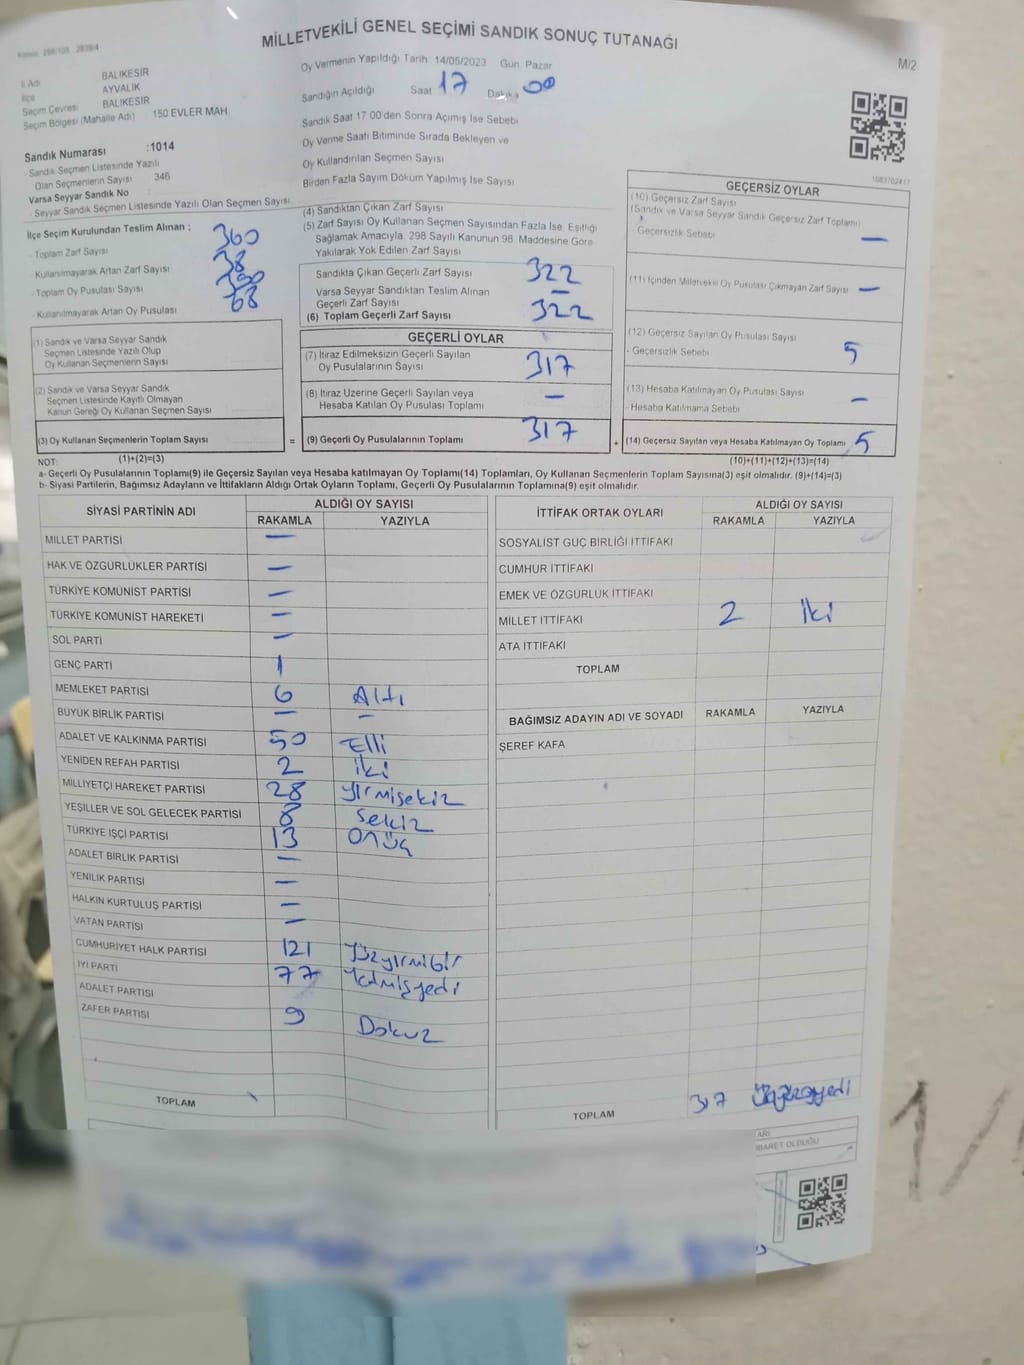 MİLLETVEKİLİ GENEL SEÇİMİ SANDIK SONUÇ TUTANAĞI
M/2
İl Adı BALIKESİR
İlçe AYVALIK
Seçim Çevresi BALIKESİR
Seçim Bölgesi (Mahalle Adı) 150 EVLER MAH
Oy Vermenin Yapıldığı Tarih 14/05/2023 Gün Pazar
Sandığın Açıldığı Saat 17 Dakika 00
Sandık Saat 17 00'den Sonra Açımış İse Sebebi
Oy Verme Saati Bitiminde Sırada Bekleyen ve
Oy Kullandırılan Seçmen Sayısı
Birden Fazla Sayım Döküm Yapılmış İse Sayısı
Sandık Numarası :1014
- Sandık Seçmen Listesinde Yazılı
Olan Seçmenlerin Sayısı 346
Varsa Seyyar Sandık No
- Seyyar Sandık Seçmen Listesinde Yazılı Olan Seçmen Sayısı
İlçe Seçim Kurulundan Teslim Alınan ;
- Toplam Zarf Sayısı 360
- Kullanılmayarak Artan Zarf Sayısı 38
- Toplam Oy Pusulası Sayısı
- Kullanılmayarak Artan Oy Pusulası 68
(1) Sandık ve Varsa Seyyar Sandık
Seçmen Listesinde Yazılı Olup
Oy Kullanan Seçmenlerin Sayısı
(2) Sandık ve Varsa Seyyar Sandık
Seçmen Listesinde Kayıtlı Olmayan
Kanun Gereği Oy Kullanan Seçmen Sayısı
(3) Oy Kullanan Seçmenlerin Toplam Sayısı =
(4) Sandıktan Çıkan Zarf Sayısı
(5) Zarf Sayısı Oy Kullanan Seçmen Sayısından Fazla İse Eşitliği
Sağlamak Amacıyla. 298 Sayılı Kanunun 98. Maddesine Göre
Yakılarak Yok Edilen Zarf Sayısı
Sandıkta Çıkan Geçerli Zarf Sayısı 322
Varsa Seyyar Sandıktan Teslim Alınan
Geçerli Zarf Sayısı —
(6) Toplam Geçerli Zarf Sayısı 322
GEÇERLİ OYLAR
(7) İtiraz Edilmeksizin Geçerli Sayılan
Oy Pusulalarının Sayısı 317
(8) İtiraz Üzerine Geçerli Sayılan veya
Hesaba Katılan Oy Pusulası Toplamı —
(9) Geçerli Oy Pusulalarının Toplamı 317 +
1083702417
GEÇERSİZ OYLAR
(10) Geçersiz Zarf Sayısı
(Sandık ve Varsa Seyyar Sandık Geçersiz Zarf Toplamı)
- Geçersizlik Sebebi —
(11) İçinden Milletvekili Oy Pusulası Çıkmayan Zarf Sayısı —
(12) Geçersiz Sayılan Oy Pusulası Sayısı
- Geçersizlik Sebebi 5
(13) Hesaba Katılmayan Oy Pusulası Sayısı
- Hesaba Katılmama Sebebi —
(14) Geçersiz Sayılan veya Hesaba Katılmayan Oy Toplamı 5
NOT: (1)+(2)=(3)
(10)+(11)+(12)+(13)=(14)
a- Geçerli Oy Pusulalarının Toplamı(9) ile Geçersiz Sayılan veya Hesaba katılmayan Oy Toplamı(14) Toplamları, Oy Kullanan Seçmenlerin Toplam Sayısına(3) eşit olmalıdır. (9)+(14)=(3)
b- Siyasi Partilerin, Bağımsız Adayların ve İttifakların Aldığı Ortak Oyların Toplamı, Geçerli Oy Pusulalarının Toplamına(9) eşit olmalıdır.
SİYASİ PARTİNİN ADI ALDIĞI OY SAYISI
RAKAMLA YAZIYLA
MİLLET PARTİSİ —
HAK VE ÖZGÜRLÜKLER PARTİSİ —
TÜRKİYE KOMÜNİST PARTİSİ —
TÜRKİYE KOMÜNİST HAREKETİ —
SOL PARTİ —
GENÇ PARTİ 1
MEMLEKET PARTİSİ 6 Altı
BÜYÜK BİRLİK PARTİSİ — —
ADALET VE KALKINMA PARTİSİ 50 Elli
YENİDEN REFAH PARTİSİ 2 iki
MİLLİYETÇİ HAREKET PARTİSİ 28 yirmisekiz
YEŞİLLER VE SOL GELECEK PARTİSİ 8 sekiz
TÜRKİYE İŞÇİ PARTİSİ 13 onüç
ADALET BİRLİK PARTİSİ —
YENİLİK PARTİSİ —
HALKIN KURTULUŞ PARTİSİ —
VATAN PARTİSİ —
CUMHURİYET HALK PARTİSİ 121 Yüzyirmibir
İYİ PARTİ 77 Yetmişyedi
ADALET PARTİSİ
ZAFER PARTİSİ 9 Dokuz
TOPLAM
İTTİFAK ORTAK OYLARI ALDIĞI OY SAYISI
RAKAMLA YAZIYLA
SOSYALİST GÜÇ BİRLİĞİ İTTİFAKI
CUMHUR İTTİFAKI
EMEK VE ÖZGÜRLÜK İTTİFAKI
MİLLET İTTİFAKI 2 İki
ATA İTTİFAKI
TOPLAM
BAĞIMSIZ ADAYIN ADI VE SOYADI RAKAMLA YAZIYLA
ŞEREF KAFA
TOPLAM 317 Üçyüzonyedi
İBARET OLDUĞU